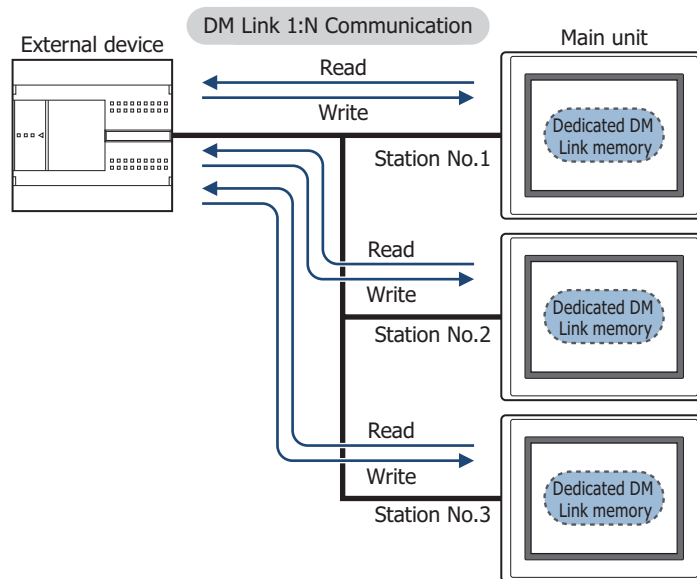 DM Link 1:N Communication
External device
Main unit
Read
Write
Dedicated DM
Link memory
Station No.1
Read
Write
Dedicated DM
Link memory
Station No.2
Read
Write
Dedicated DM
Link memory
Station No.3